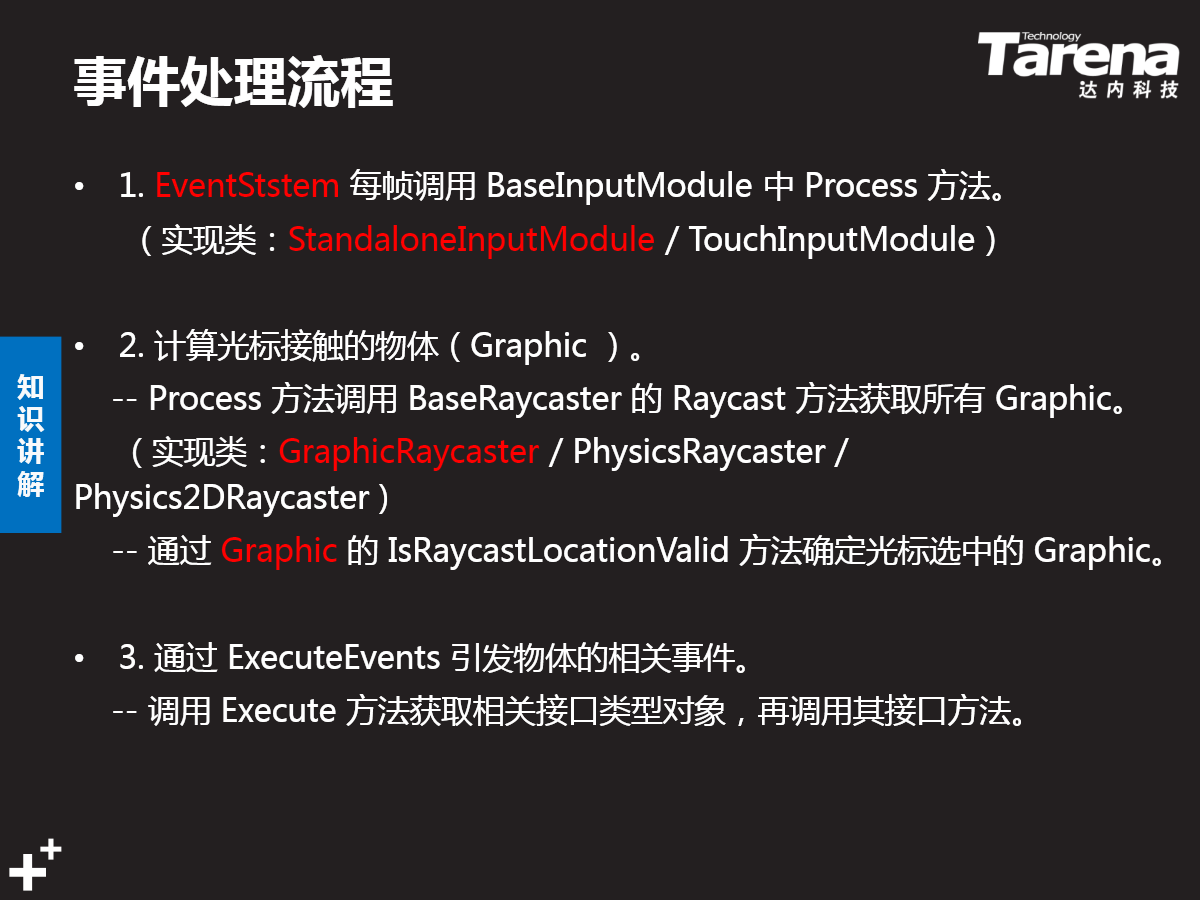 事件处理流程
Technology
Tarena
达内科技
• 1. EventStstem 每帧调用 BaseInputModule 中 Process 方法。
（实现类：StandaloneInputModule / TouchInputModule）
• 2. 计算光标接触的物体（Graphic ）。
-- Process 方法调用 BaseRaycaster 的 Raycast 方法获取所有 Graphic。
（实现类：GraphicRaycaster / PhysicsRaycaster /
Physics2DRaycaster）
-- 通过 Graphic 的 IsRaycastLocationValid 方法确定光标选中的 Graphic。
• 3. 通过 ExecuteEvents 引发物体的相关事件。
-- 调用 Execute 方法获取相关接口类型对象，再调用其接口方法。
知识讲解